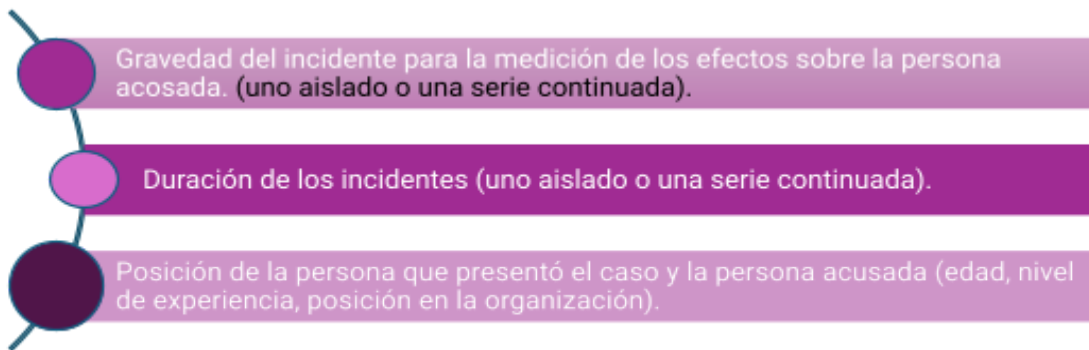 Gravedad del incidente para la medición de los efectos sobre la persona
acosada. (uno aislado o una serie continuada).
Duración de los incidentes (uno aislado o una serie continuada).
Posición de la persona que presentó el caso y la persona acusada (edad, nivel
de experiencia, posición en la organización).